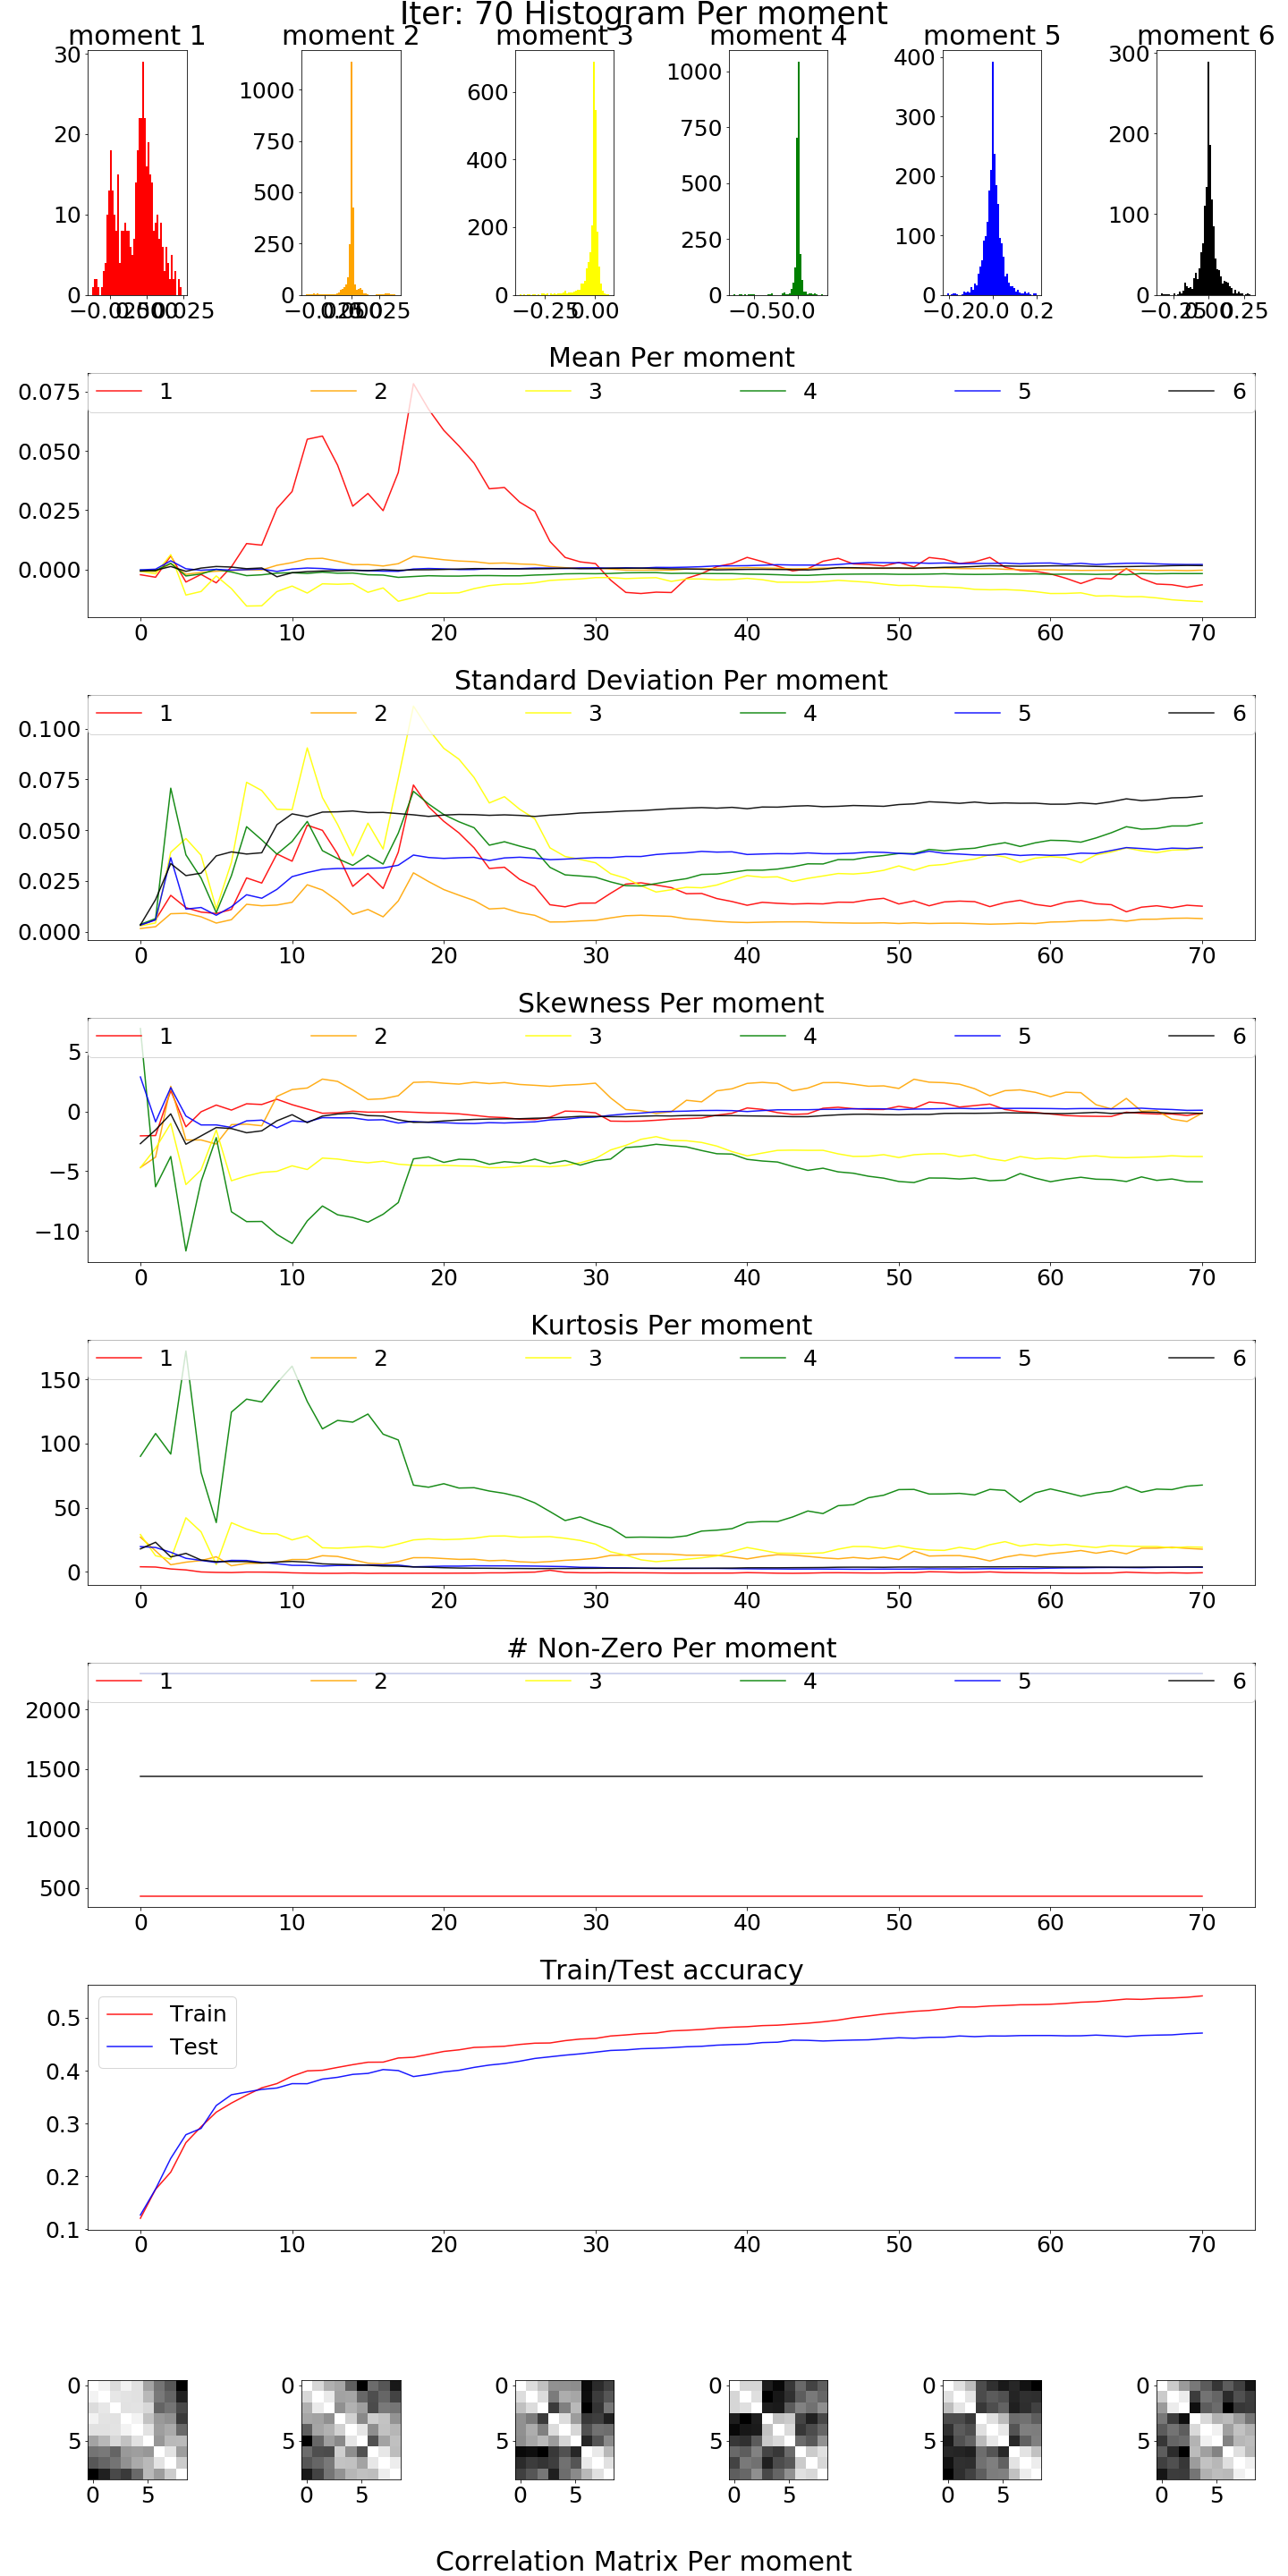 Iter: 70 Histogram Per moment
moment 1 moment 2 moment 3 moment 4 moment 5 moment 6
30 20 10 0
1000 750 500 250 0
600 400 200 0
1000 750 500 250 0
400 300 200 100 0
300 200 100 0
−0.25 0.00
−0.5 0.0
−0.2 0.0 0.2
−0.25 0.00 0.25
Mean Per moment
1 2 3 4 5 6
0.075
0.050
0.025
0.000
0 10 20 30 40 50 60 70
Standard Deviation Per moment
1 2 3 4 5 6
0.100
0.075
0.050
0.025
0.000
0 10 20 30 40 50 60 70
Skewness Per moment
1 2 3 4 5 6
5
0
−5
−10
0 10 20 30 40 50 60 70
Kurtosis Per moment
1 2 3 4 5 6
150
100
50
0
0 10 20 30 40 50 60 70
# Non-Zero Per moment
1 2 3 4 5 6
2000
1500
1000
500
0 10 20 30 40 50 60 70
Train/Test accuracy
Train
Test
0.5
0.4
0.3
0.2
0.1
0 10 20 30 40 50 60 70
0 0 0 0 0 0
5 5 5 5 5 5
0 5 0 5 0 5 0 5 0 5 0 5
Correlation Matrix Per moment